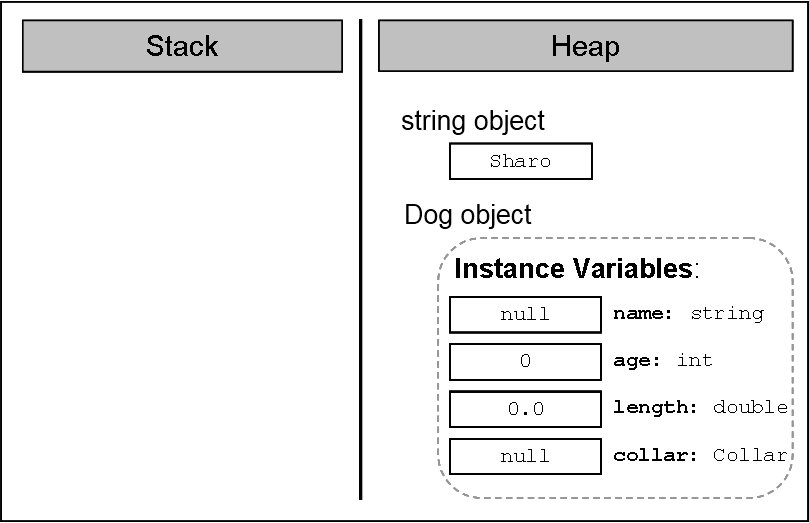 Stack
Heap
string object
Sharo
Dog object
Instance Variables:
null name: string
0 age: int
0.0 length: double
null collar: Collar